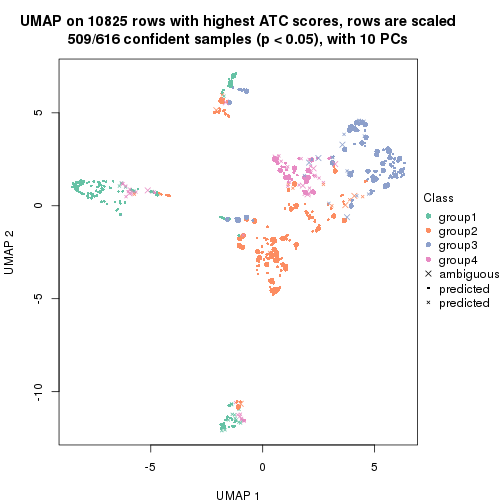 UMAP on 10825 rows with highest ATC scores, rows are scaled
509/616 confident samples (p < 0.05), with 10 PCs
5
0
-5
-10
UMAP 2
-5
0
5
UMAP 1
Class
group1
group2
group3
group4
ambiguous
predicted
predicted